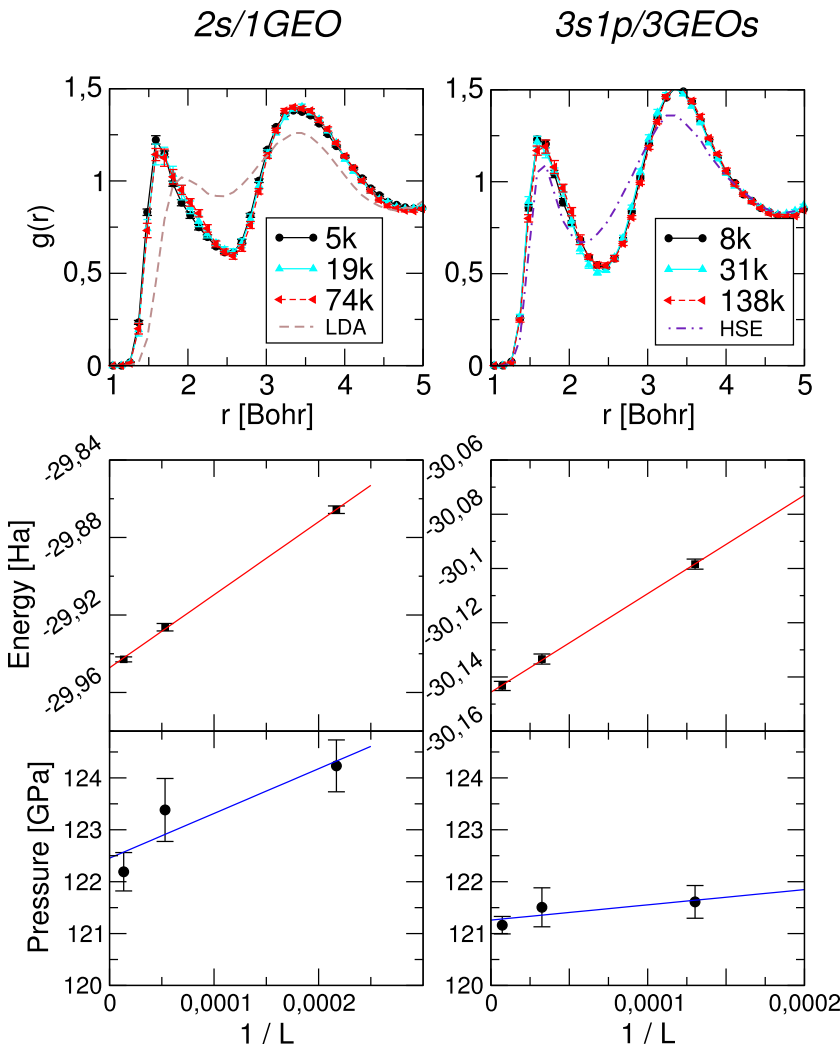 2s/1GEO 3s1p/3GEOs
1,5 1,5
1 1
g(r)
0,5 0,5
0 0
5k 8k
19k 31k
74k 138k
LDA HSE
1 2 3 4 5 1 2 3 4 5
r [Bohr] r [Bohr]
-29,84 -30,06
-29,88 -30,08
-29,92 -30,1
-29,96 -30,12
-30,14
-30,16
Energy [Ha]
124 124
123 123
122 122
121 121
120 120
Pressure [GPa]
0 0,0001 0,0002 0 0,0001 0,0002
1 / L 1 / L